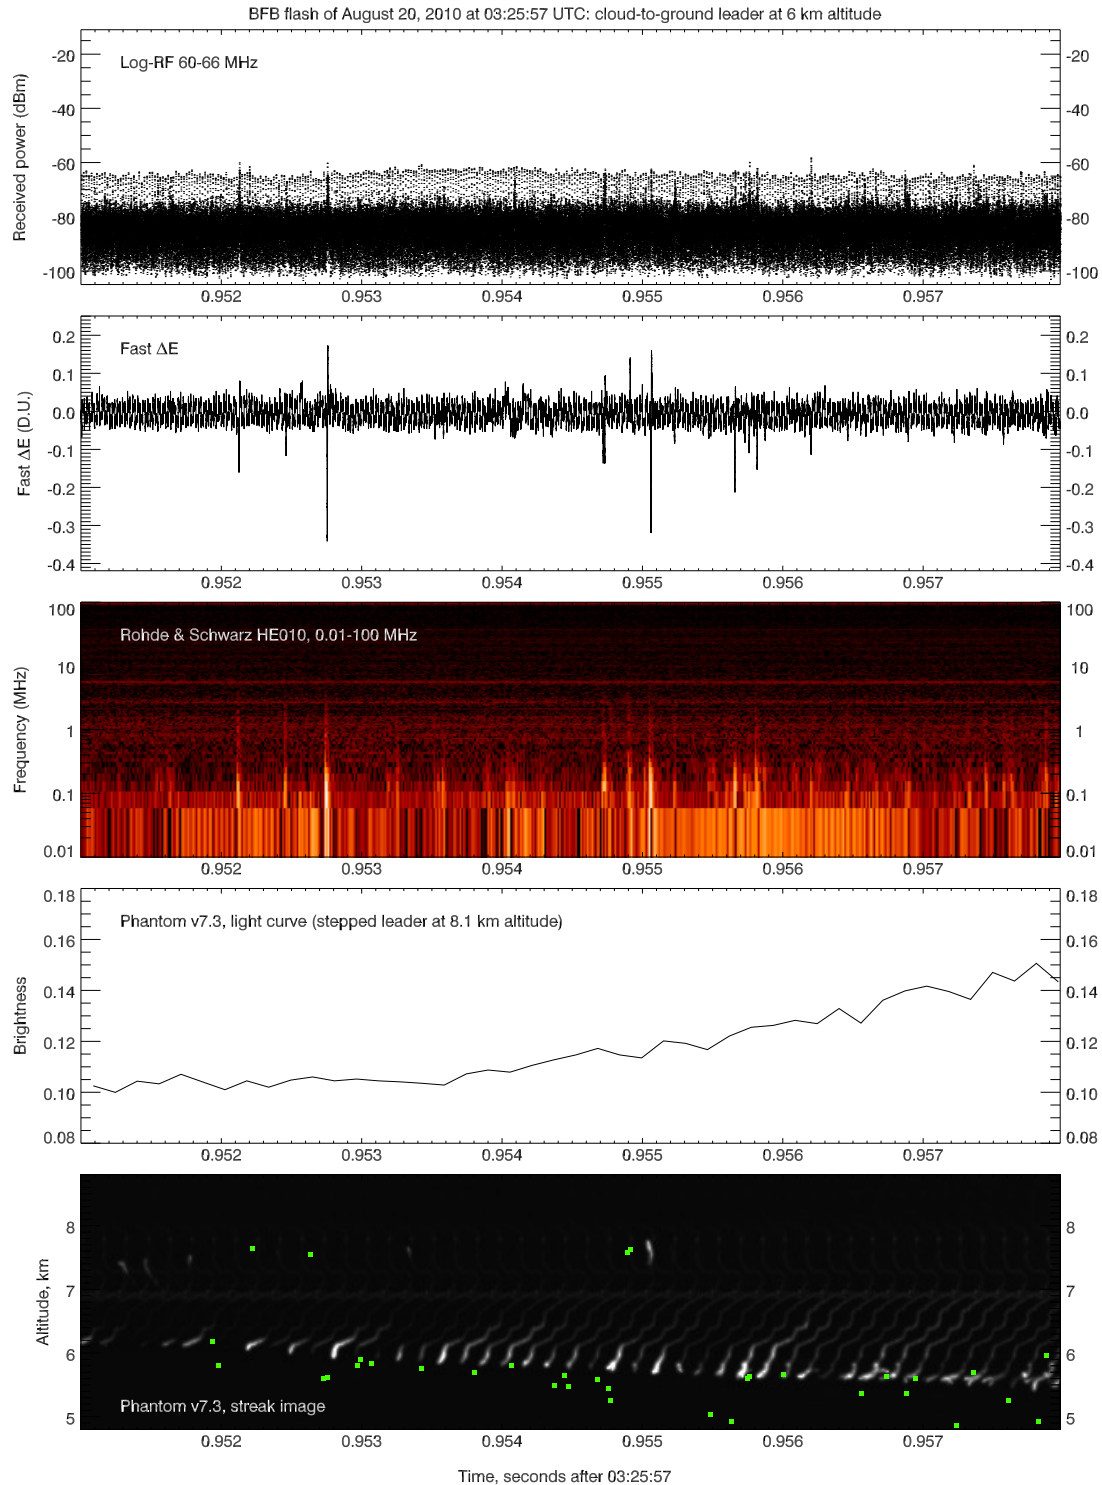 BFB flash of August 20, 2010 at 03:25:57 UTC: cloud-to-ground leader at 6 km altitude
Log-RF 60-66 MHz
Received power (dBm)
-20 -20
-40 -40
-60 -60
-80 -80
-100 -100
0.952 0.953 0.954 0.955 0.956 0.957
Fast ΔE
Fast ΔE (D.U.)
0.2 0.2
0.1 0.1
0.0 0.0
-0.1 -0.1
-0.2 -0.2
-0.3 -0.3
-0.4 -0.4
0.952 0.953 0.954 0.955 0.956 0.957
Rohde & Schwarz HE010, 0.01-100 MHz
Frequency (MHz)
100 100
10 10
1 1
0.1 0.1
0.01 0.01
0.952 0.953 0.954 0.955 0.956 0.957
Phantom v7.3, light curve (stepped leader at 8.1 km altitude)
Brightness
0.18 0.18
0.16 0.16
0.14 0.14
0.12 0.12
0.10 0.10
0.08 0.08
0.952 0.953 0.954 0.955 0.956 0.957
Altitude, km
8 8
7 7
6 6
5 5
Phantom v7.3, streak image
0.952 0.953 0.954 0.955 0.956 0.957
Time, seconds after 03:25:57